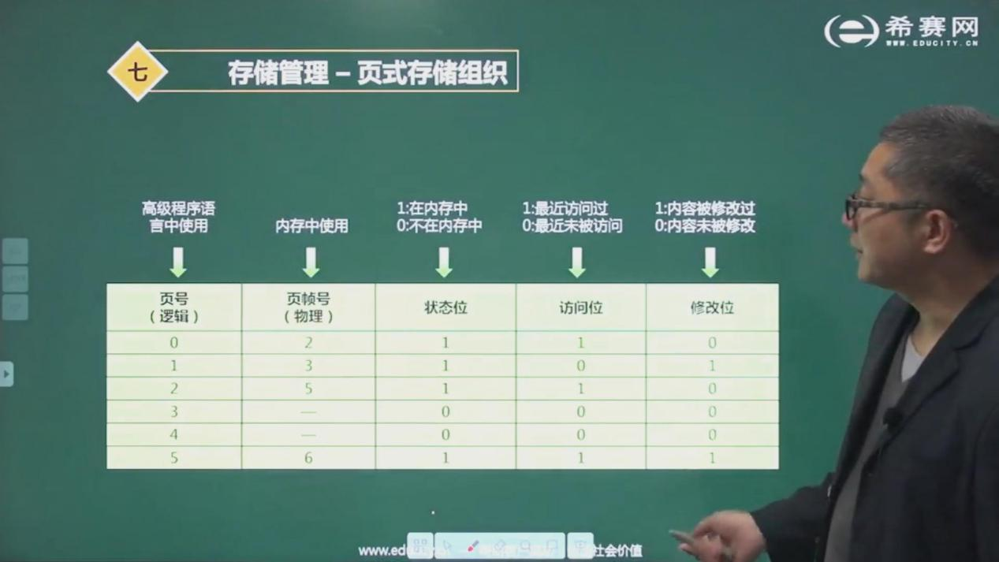 希赛网
WWW.EDUCITY.CN
七
存储管理 – 页式存储组织
高级程序语
言中使用
内存中使用
1:在内存中
0:不在内存中
1:最近访问过
0:最近未被访问
1:内容被修改过
0:内容未被修改
页号
(逻辑)
页帧号
(物理)
状态位
访问位
修改位
0 2 1 1 0
1 3 1 0 1
2 5 1 1 0
3 — 0 0 0
4 — 0 0 0
5 6 1 1 1
社会价值